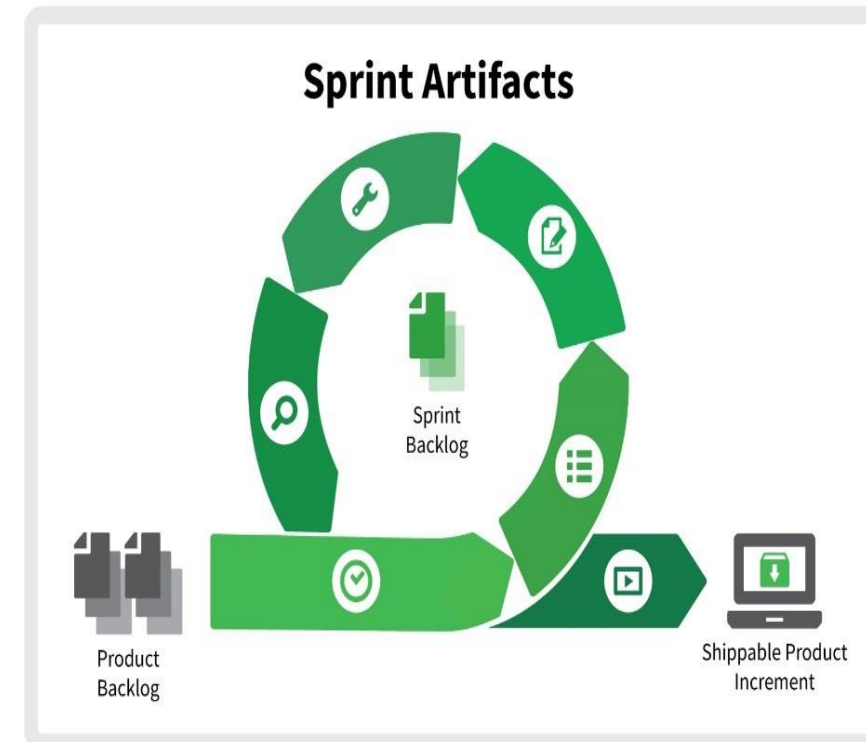 Sprint Artifacts
Sprint
Backlog
Product
Backlog
Shippable Product
Increment